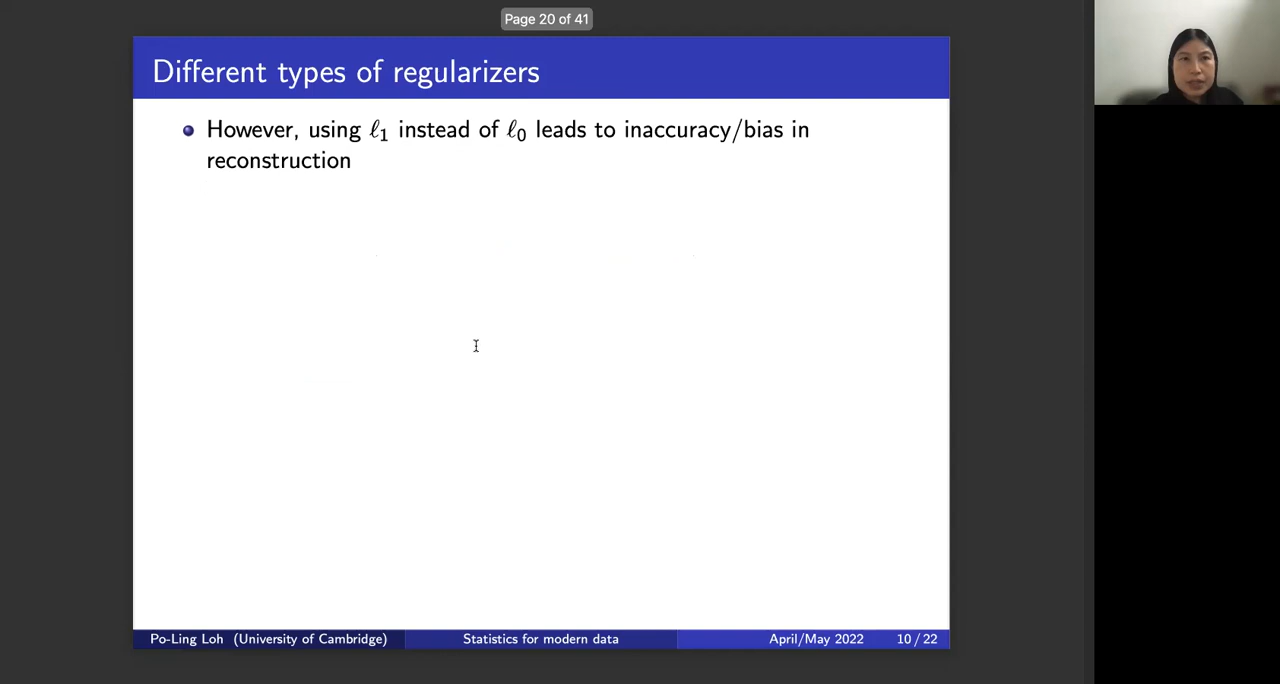 Page 20 of 41
Different types of regularizers
However, using ℓ1 instead of ℓ0 leads to inaccuracy/bias in
reconstruction
Po-Ling Loh (University of Cambridge) Statistics for modern data April/May 2022 10 / 22